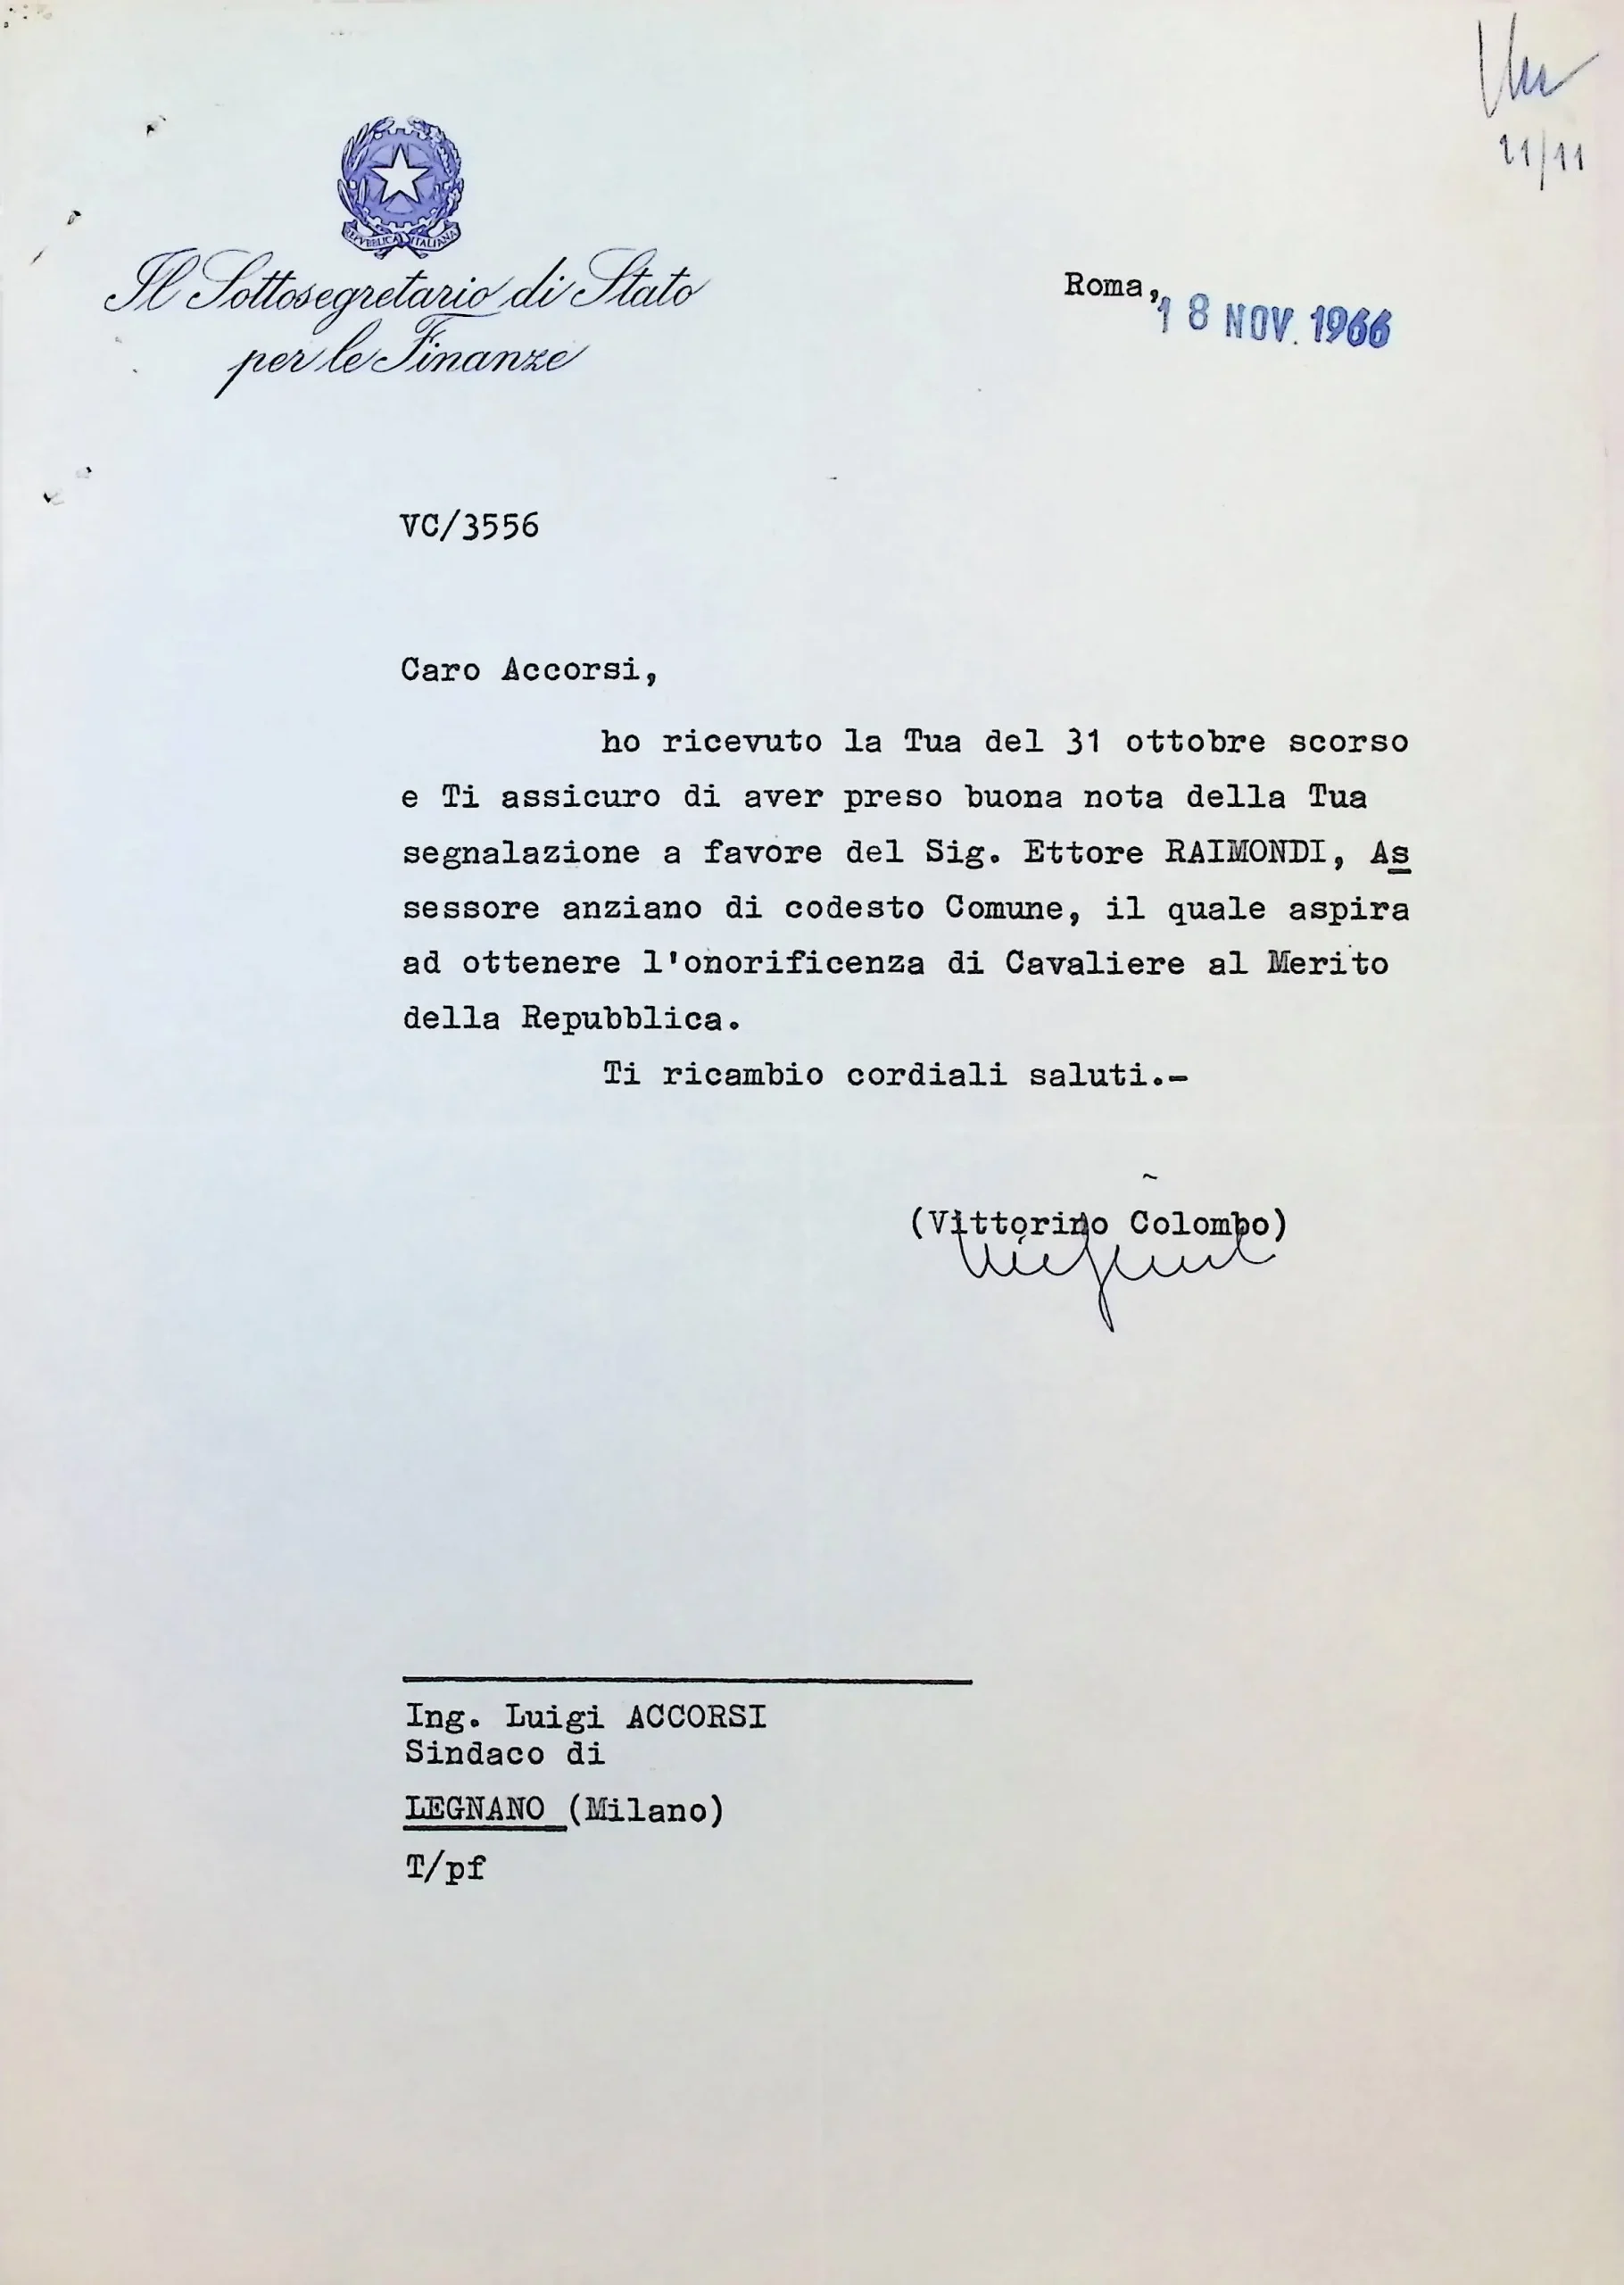 21/11
REPVBBLICA ITALIANA
Il Sottosegretario di Stato
per le Finanze
Roma, 18 NOV. 1966
VC/3556
Caro Accorsi,
ho ricevuto la Tua del 31 ottobre scorso
e Ti assicuro di aver preso buona nota della Tua
segnalazione a favore del Sig. Ettore RAIMONDI, As
sessore anziano di codesto Comune, il quale aspira
ad ottenere l'onorificenza di Cavaliere al Merito
della Repubblica.
Ti ricambio cordiali saluti.-
(Vittorino Colombo)
Ing. Luigi ACCORSI
Sindaco di
LEGNANO (Milano)
T/pf